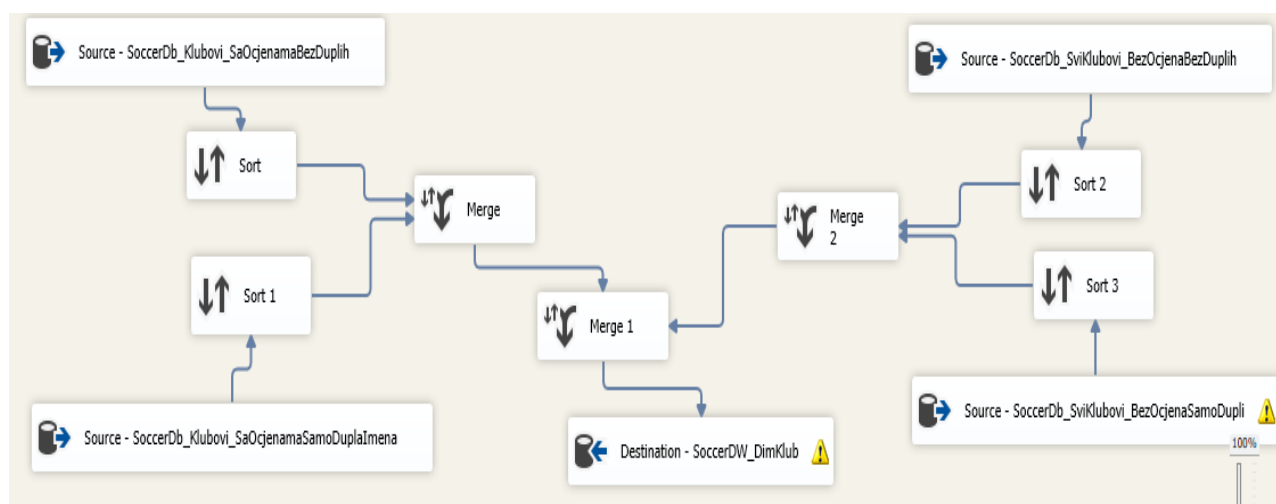 Source - SoccerDb_Klubovi_SaOcjenamaBezDuplih
Source - SoccerDb_SviKlubovi_BezOcjenaBezDuplih
Sort
Sort 2
Merge
Merge
2
Sort 1
Sort 3
Merge 1
Source - SoccerDb_Klubovi_SaOcjenamaSamoDuplaImena
Source - SoccerDb_SviKlubovi_BezOcjenaSamoDupli
Destination - SoccerDW_DimKlub
100%